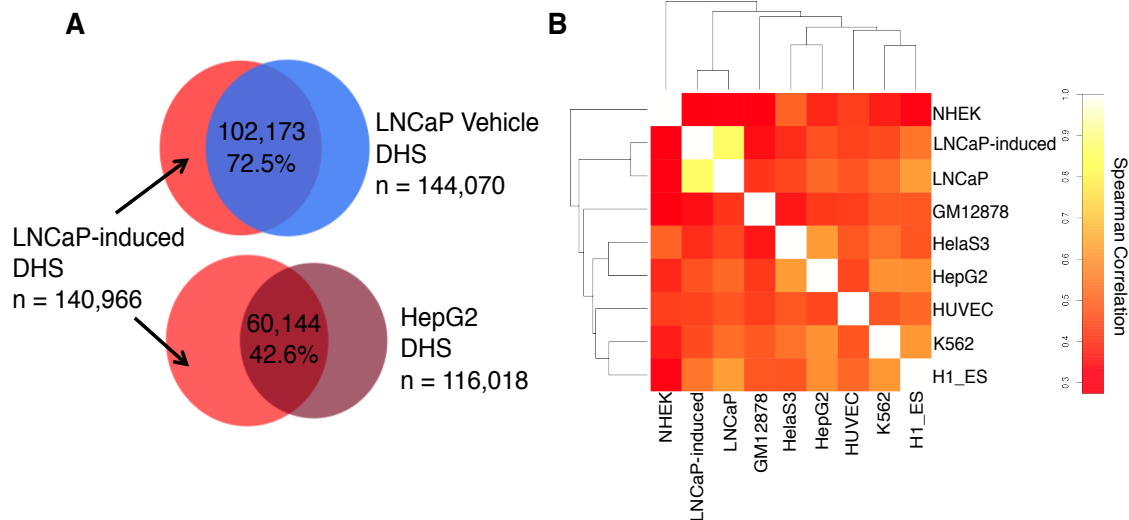 A
102,173
72.5%
LNCaP Vehicle
DHS
n = 144,070
LNCaP-induced
DHS
n = 140,966
60,144
42.6%
HepG2
DHS
n = 116,018
B
NHEK
LNCaP-induced
LNCaP
GM12878
HelaS3
HepG2
HUVEC
K562
H1_ES
NHEK
LNCaP-induced
LNCaP
GM12878
HelaS3
HepG2
HUVEC
K562
H1_ES
1.0
0.9
0.8
0.7
0.6
0.5
0.4
0.3
Spearman Correlation